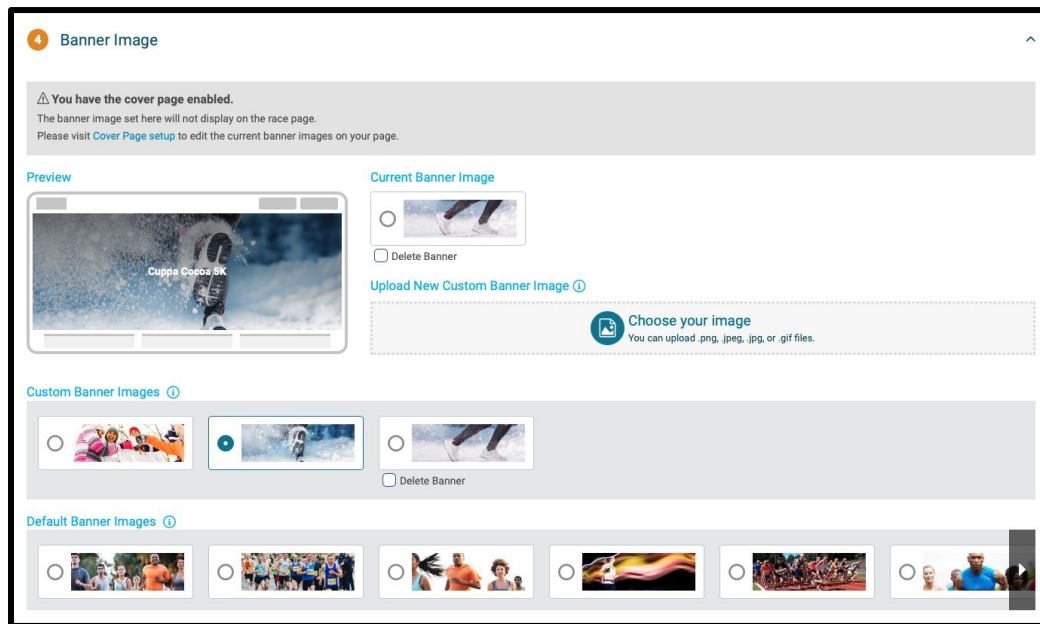 4 Banner Image
⚠ You have the cover page enabled.
The banner image set here will not display on the race page.
Please visit Cover Page setup to edit the current banner images on your page.
Preview
Cuppa Cocoa 5K
Current Banner Image
Delete Banner
Upload New Custom Banner Image
Choose your image
You can upload .png, .jpeg, .jpg, or .gif files.
Custom Banner Images
Delete Banner
Default Banner Images